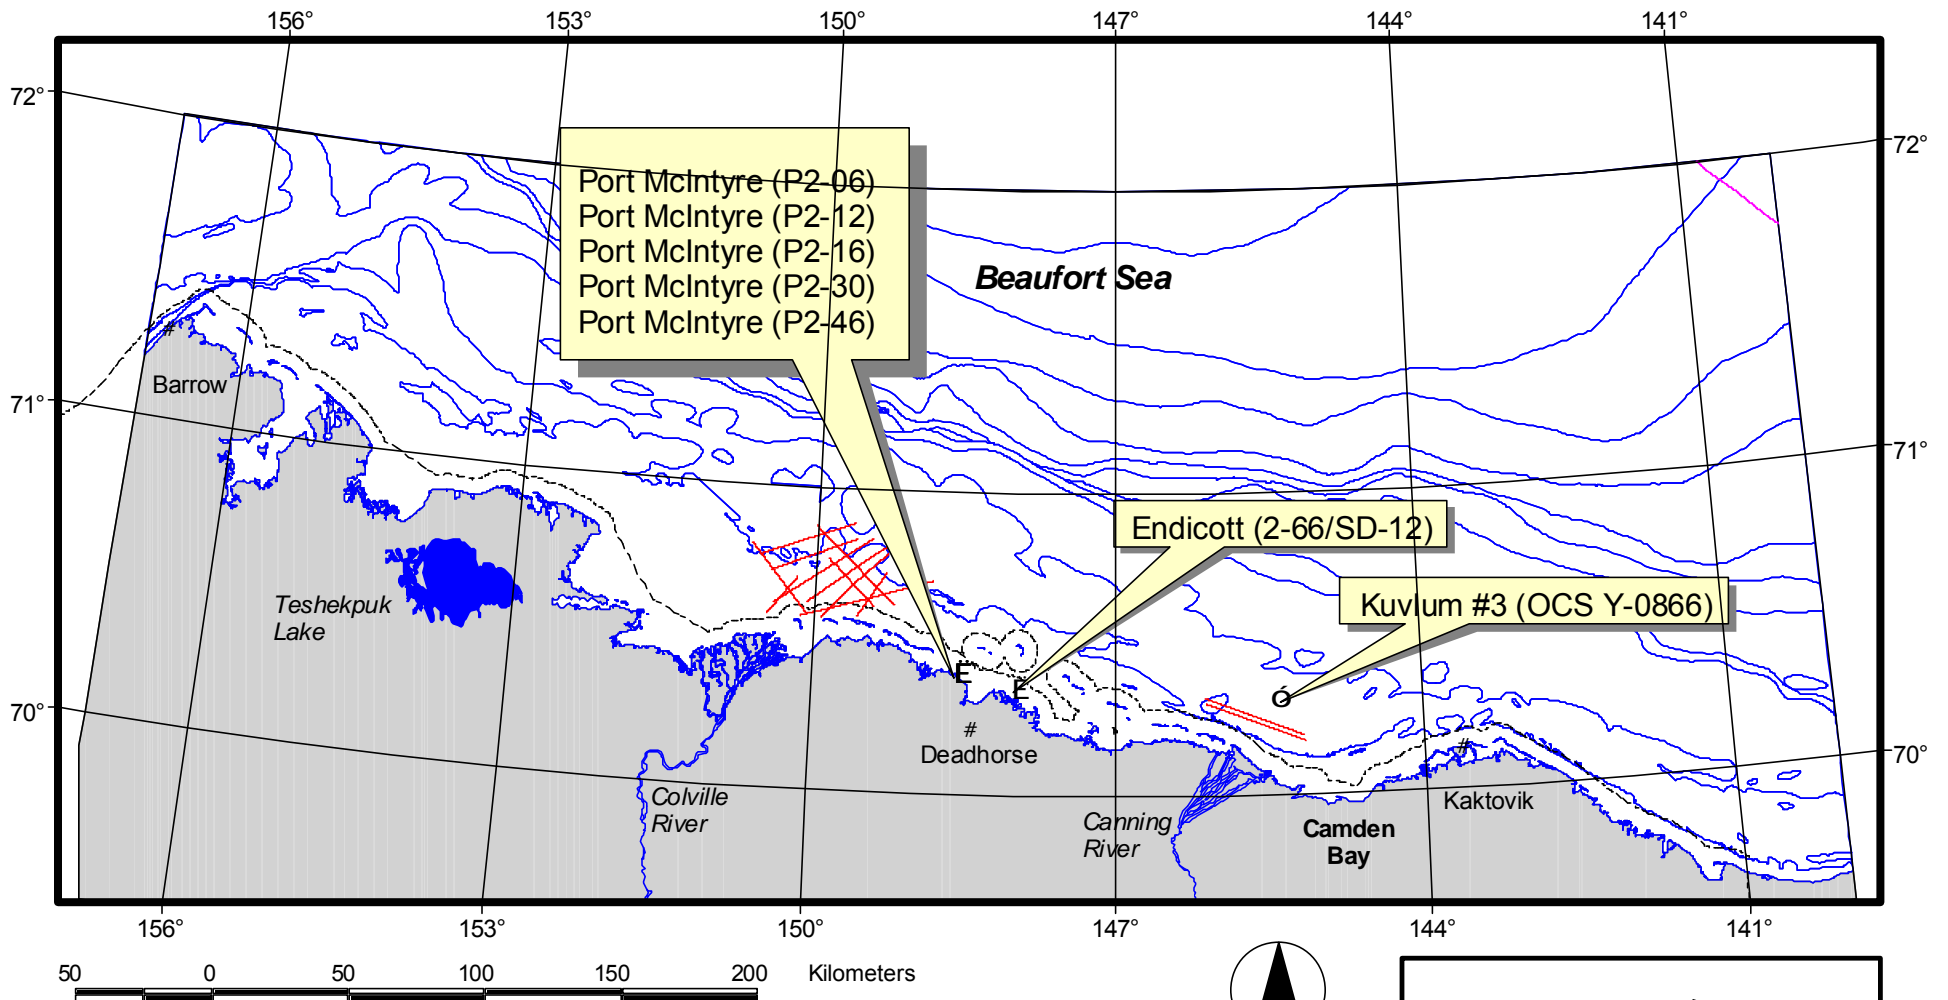 156° 153° 150° 147° 144° 141°
72°
72°
Port McIntyre (P2-06)
Port McIntyre (P2-12)
Port McIntyre (P2-16)
Port McIntyre (P2-30)
Port McIntyre (P2-46)
Beaufort Sea
#
Barrow
71°
71°
Endicott (2-66/SD-12)
Kuvlum #3 (OCS Y-0866)
Teshekpuk
Lake
E
E
Ó
70°
70°
#
Deadhorse
#
Kaktovik
Colville
River
Canning
River
Camden
Bay
156° 153° 150° 147° 144° 141°
50 0 50 100 150 200 Kilometers